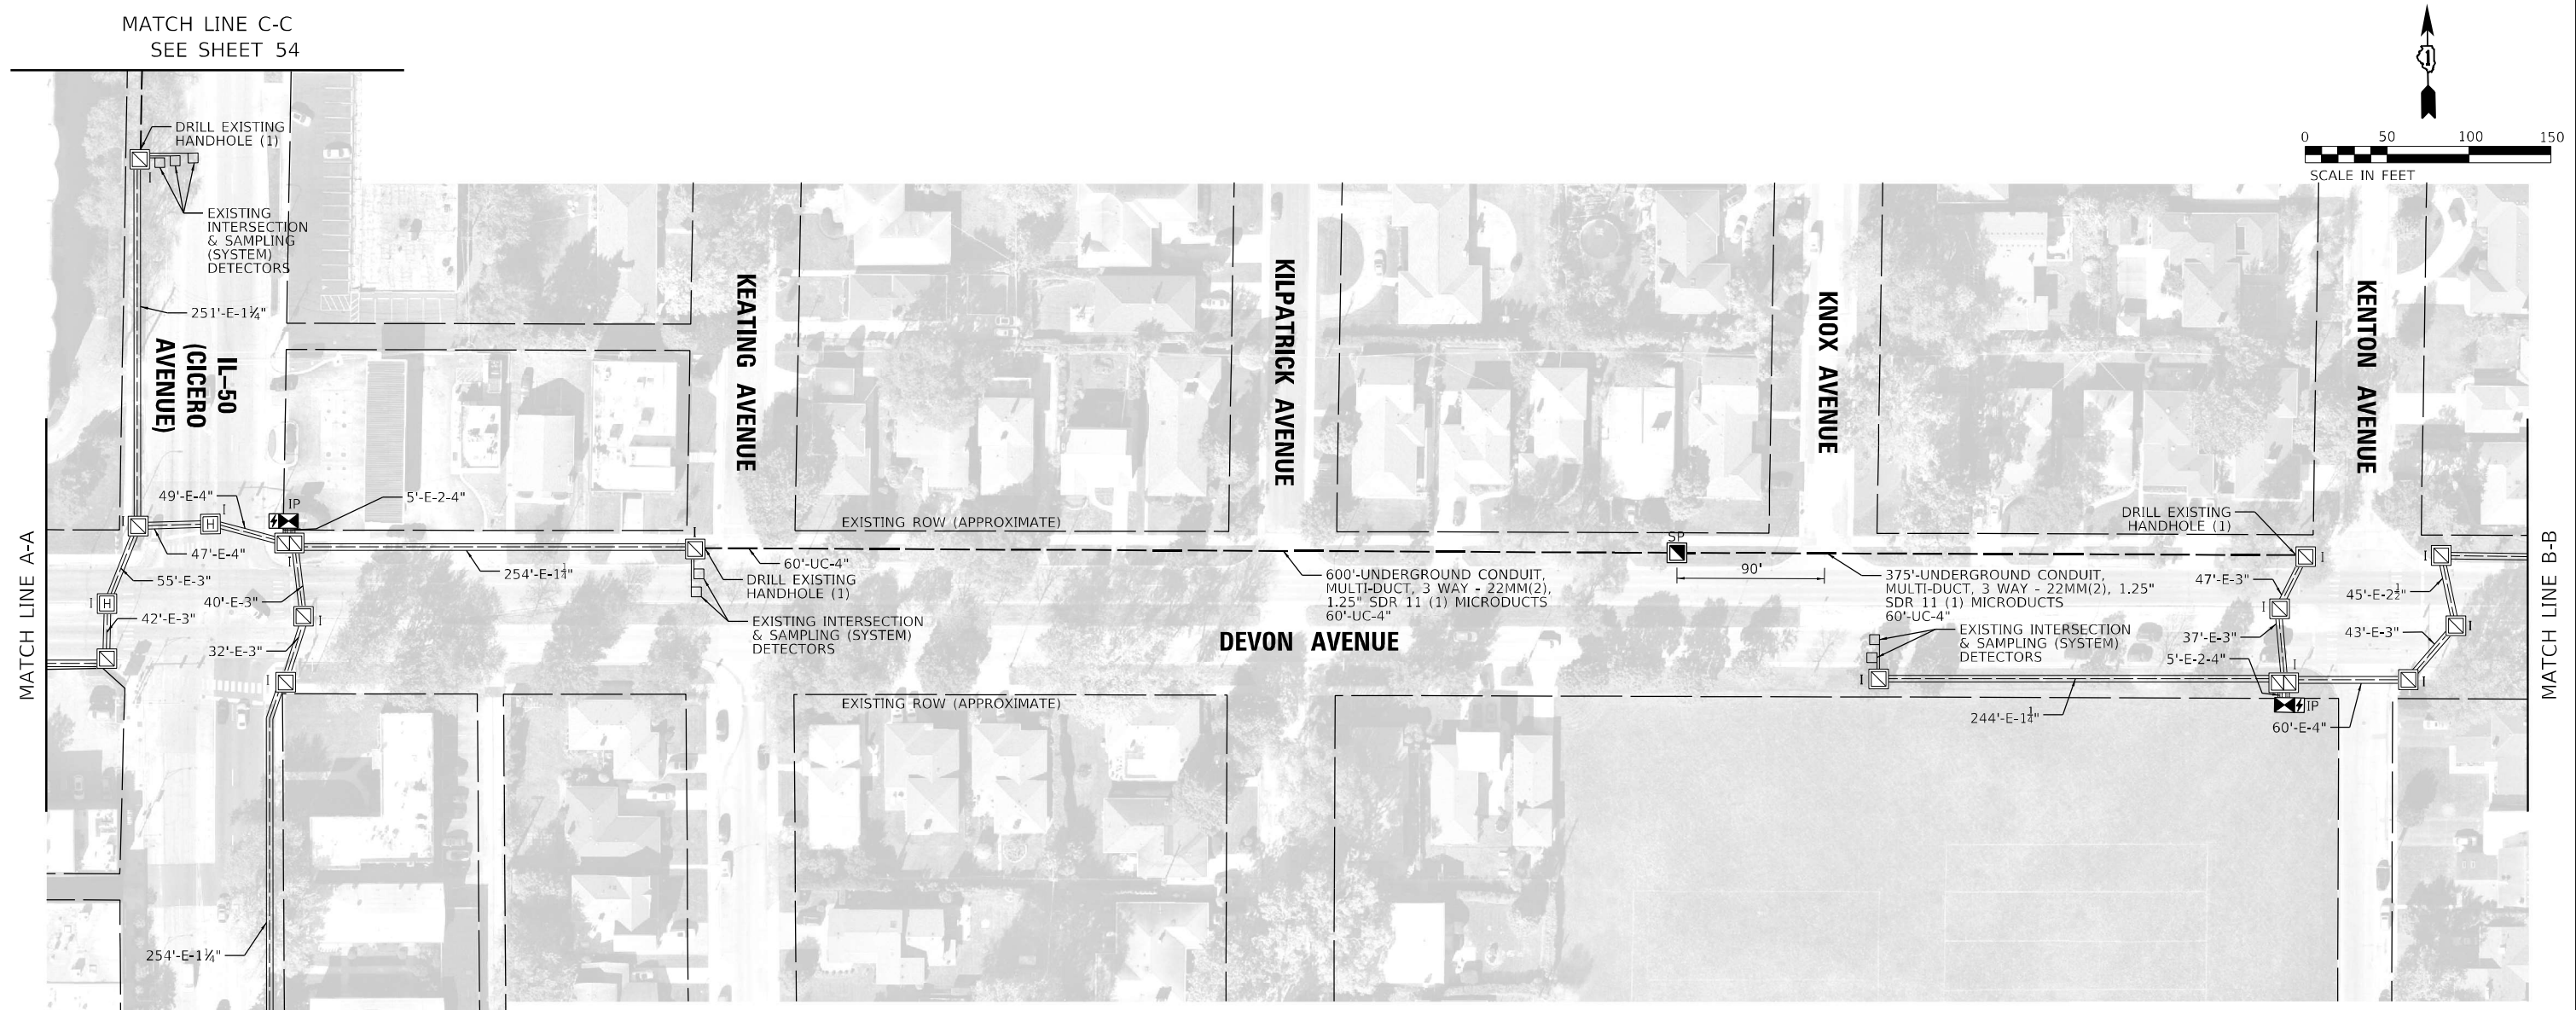 MATCH LINE C-C
SEE SHEET 54
0 50 100 150
SCALE IN FEET
1
DRILL EXISTING
HANDHOLE (1)
I
EXISTING
INTERSECTION
& SAMPLING
(SYSTEM)
DETECTORS
251'-E-1¼"
IL-50
(CICERO
AVENUE)
KEATING AVENUE
KILPATRICK AVENUE
KNOX AVENUE
KENTON AVENUE
MATCH LINE A-A
MATCH LINE B-B
49'-E-4"
IP
5'-E-2-4"
I
H
I
47'-E-4"
I
55'-E-3"
I
H
42'-E-3"
40'-E-3"
I
32'-E-3"
I
254'-E-1¼"
254'-E-1¼"
I
60'-UC-4"
DRILL EXISTING
HANDHOLE (1)
EXISTING INTERSECTION
& SAMPLING (SYSTEM)
DETECTORS
EXISTING ROW (APPROXIMATE)
EXISTING ROW (APPROXIMATE)
600'-UNDERGROUND CONDUIT,
MULTI-DUCT, 3 WAY - 22MM(2),
1.25" SDR 11 (1) MICRODUCTS
60'-UC-4"
DEVON AVENUE
SP
90'
375'-UNDERGROUND CONDUIT,
MULTI-DUCT, 3 WAY - 22MM(2), 1.25"
SDR 11 (1) MICRODUCTS
60'-UC-4"
EXISTING INTERSECTION
& SAMPLING (SYSTEM)
DETECTORS
I
DRILL EXISTING
HANDHOLE (1)
I
47'-E-3"
I
37'-E-3"
I
5'-E-2-4"
IP
244'-E-1¼"
60'-E-4"
45'-E-2½"
I
43'-E-3"
I
I